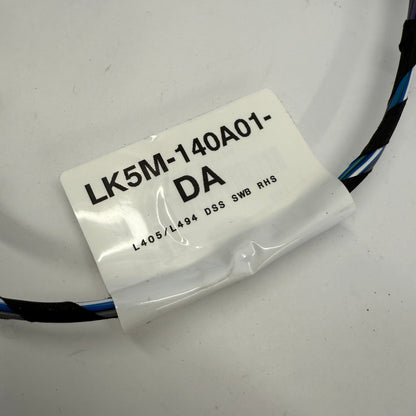 LK5M-140A01-
DA
L405/L494 DSS SWB RHS